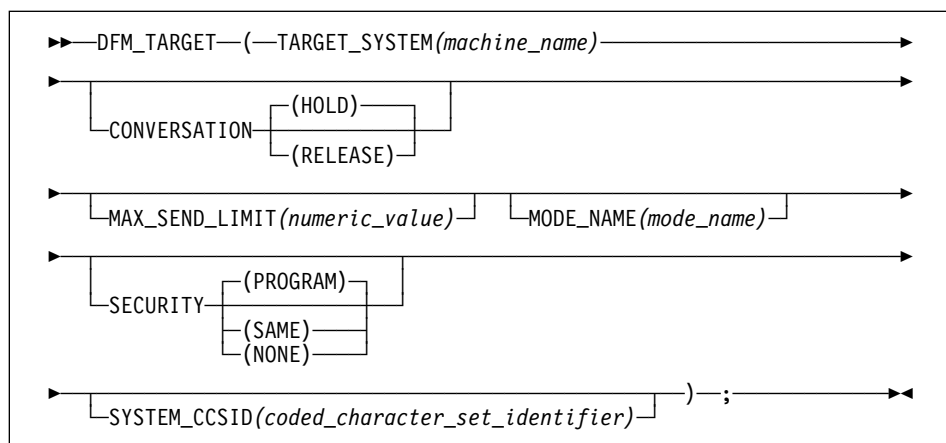 DFM_TARGET ( TARGET_SYSTEM(machine_name)
(HOLD)
CONVERSATION
(RELEASE)
MAX_SEND_LIMIT(numeric_value) MODE_NAME(mode_name)
(PROGRAM)
SECURITY
(SAME)
(NONE)
) ;
SYSTEM_CCSID(coded_character_set_identifier)